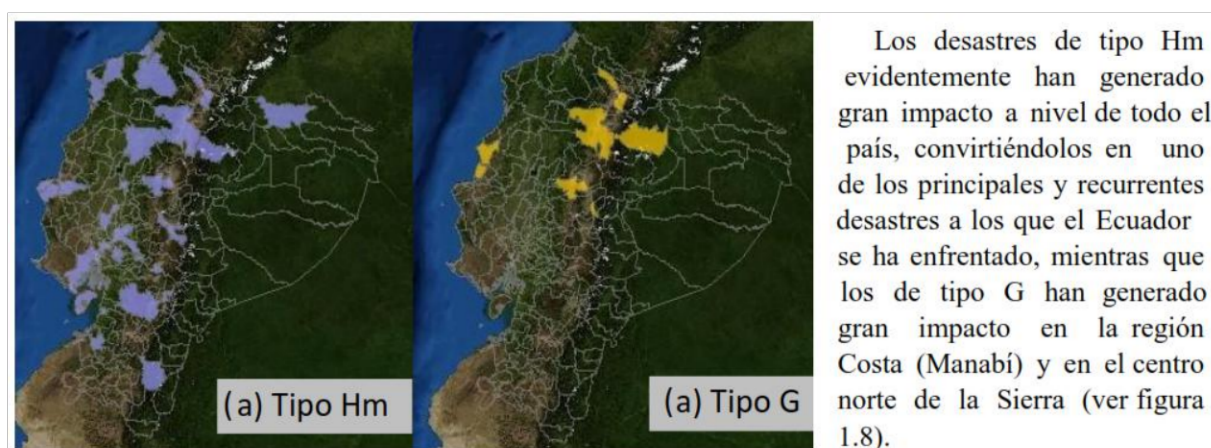 (a) Tipo Hm
(a) Tipo G
Los desastres de tipo Hm
evidentemente han generado
gran impacto a nivel de todo el
país, convirtiéndolos en uno
de los principales y recurrentes
desastres a los que el Ecuador
se ha enfrentado, mientras que
los de tipo G han generado
gran impacto en la región
Costa (Manabí) y en el centro
norte de la Sierra (ver figura
1.8).